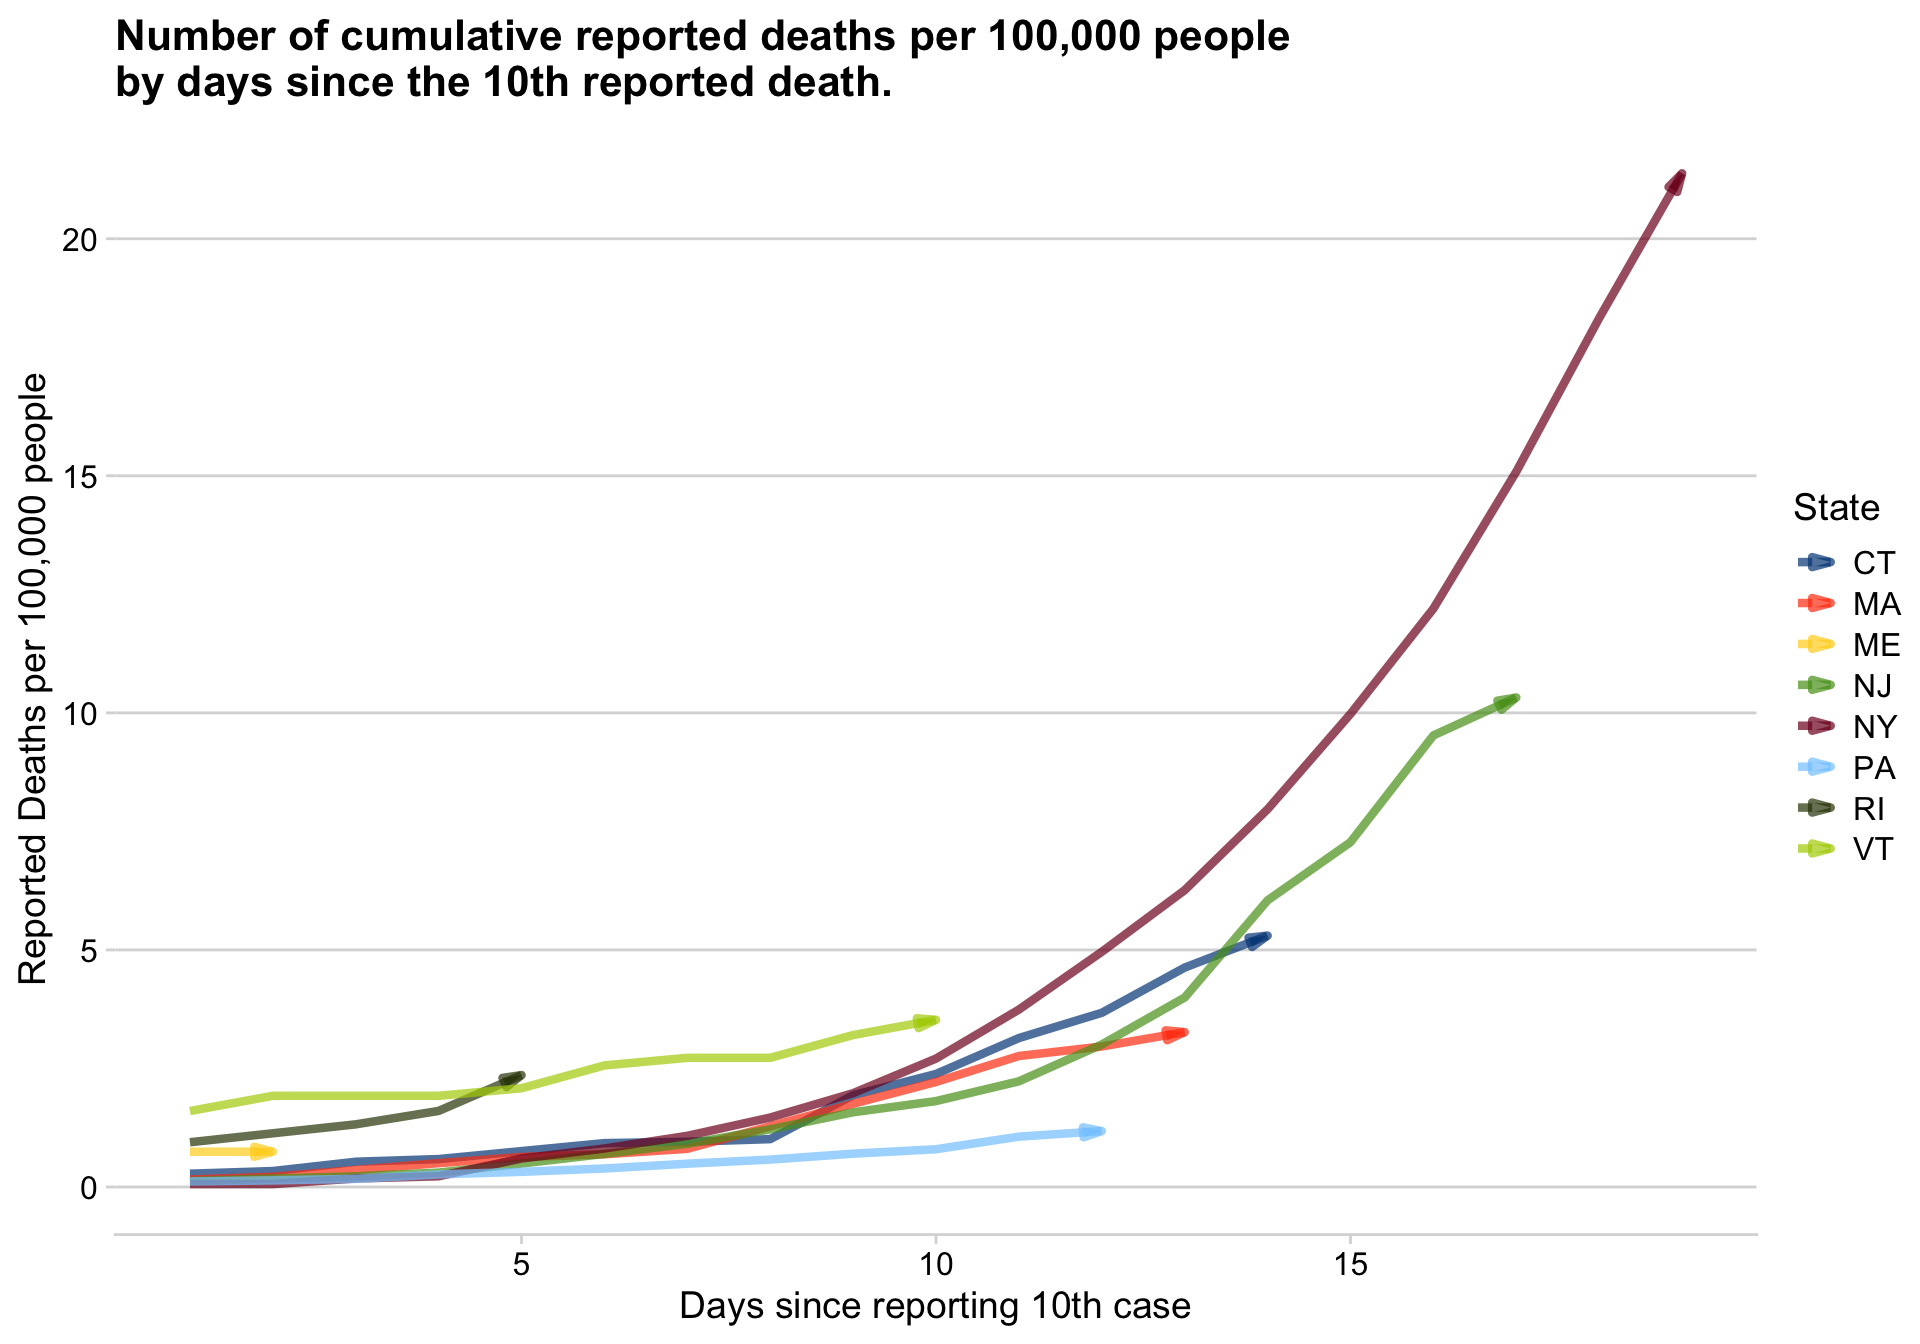 Number of cumulative reported deaths per 100,000 people
by days since the 10th reported death.
Reported Deaths per 100,000 people
20
15
10
5
0
5
10
15
Days since reporting 10th case
State
CT
MA
ME
NJ
NY
PA
RI
VT